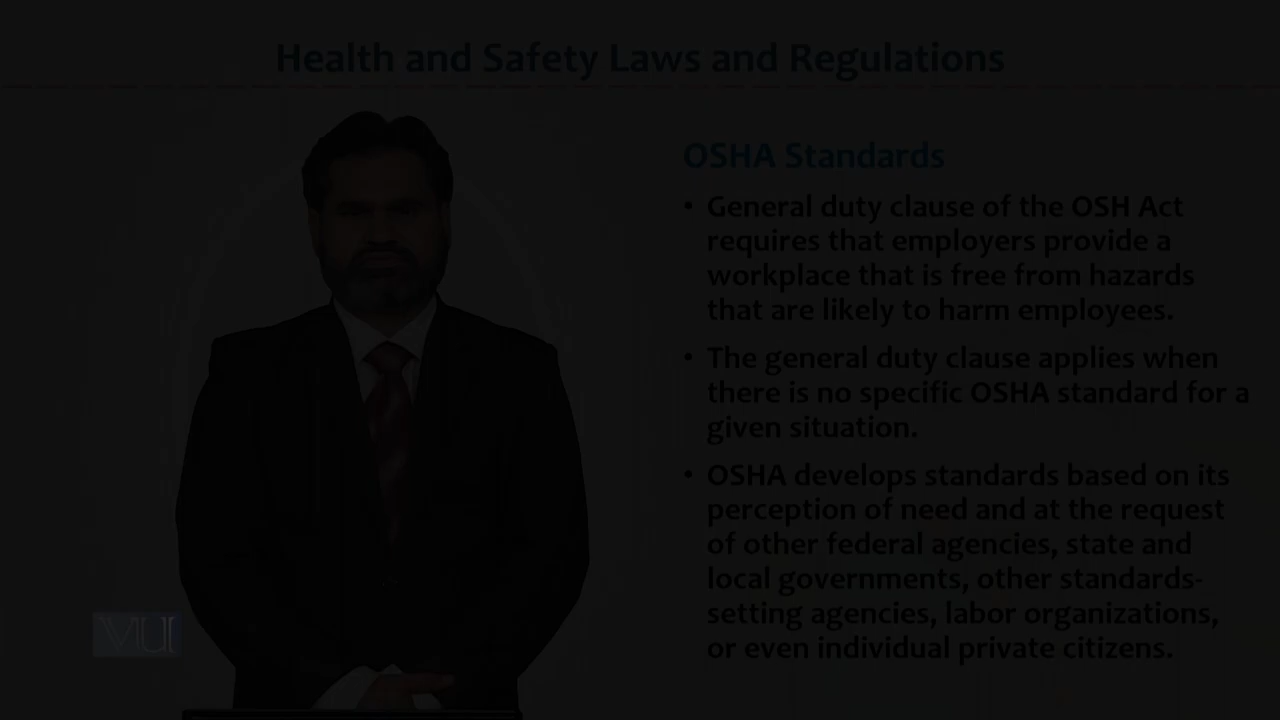 Health and Safety Laws and Regulations
OSHA Standards
• General duty clause of the OSH Act
requires that employers provide a
workplace that is free from hazards
that are likely to harm employees.
• The general duty clause applies when
there is no specific OSHA standard for a
given situation.
• OSHA develops standards based on its
perception of need and at the request
of other federal agencies, state and
local governments, other standards-
setting agencies, labor organizations,
or even individual private citizens.
VU